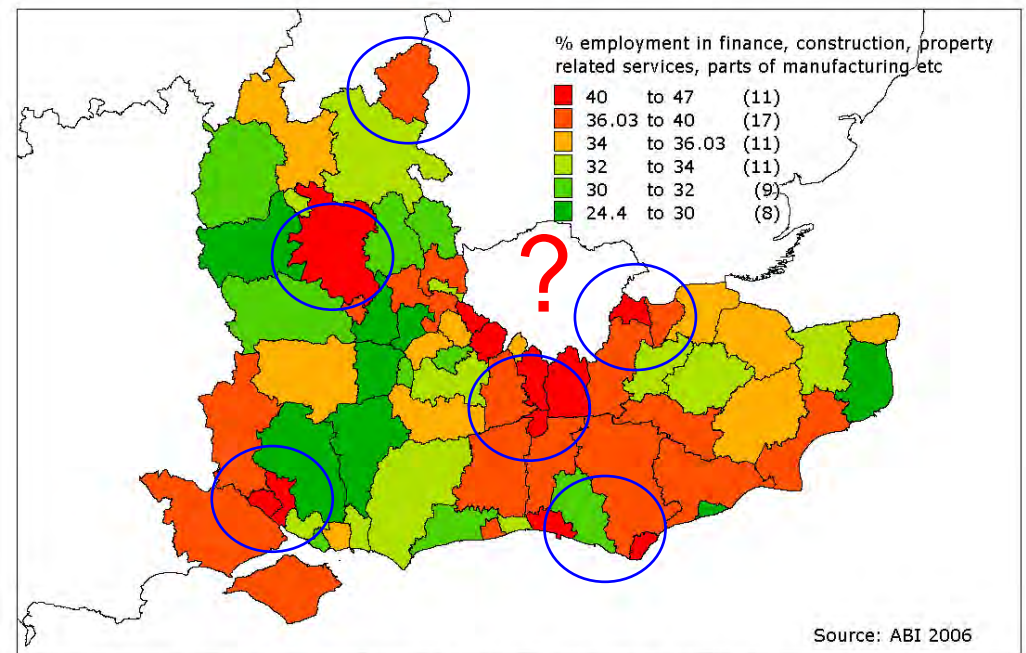 % employment in finance, construction, property
related services, parts of manufacturing etc
40 to 47 (11)
36.03 to 40 (17)
34 to 36.03 (11)
32 to 34 (11)
30 to 32 (9)
24.4 to 30 (8)
?
Source: ABI 2006